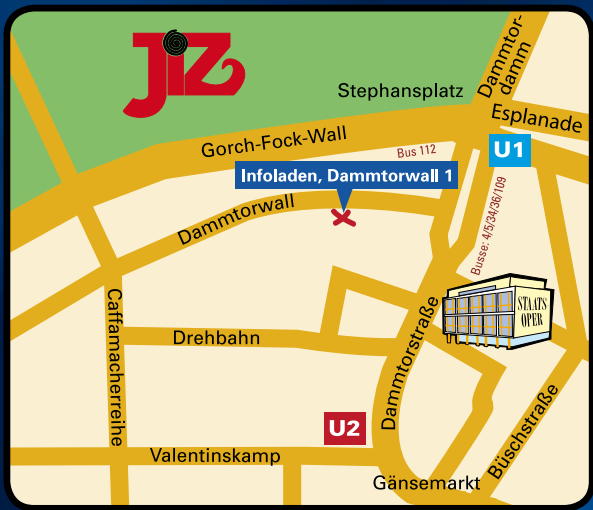 JIZ
Stephansplatz
Dammtor-
damm
Esplanade
Gorch-Fock-Wall
Bus 112
U1
Infoladen, Dammtorwall 1
Dammtorwall
Busse: 4/5/34/36/109
STAATS
OPER
Caffamacherreihe
Drehbahn
Dammtorstraße
U2
Valentinskamp
Gänsemarkt
Büschstraße